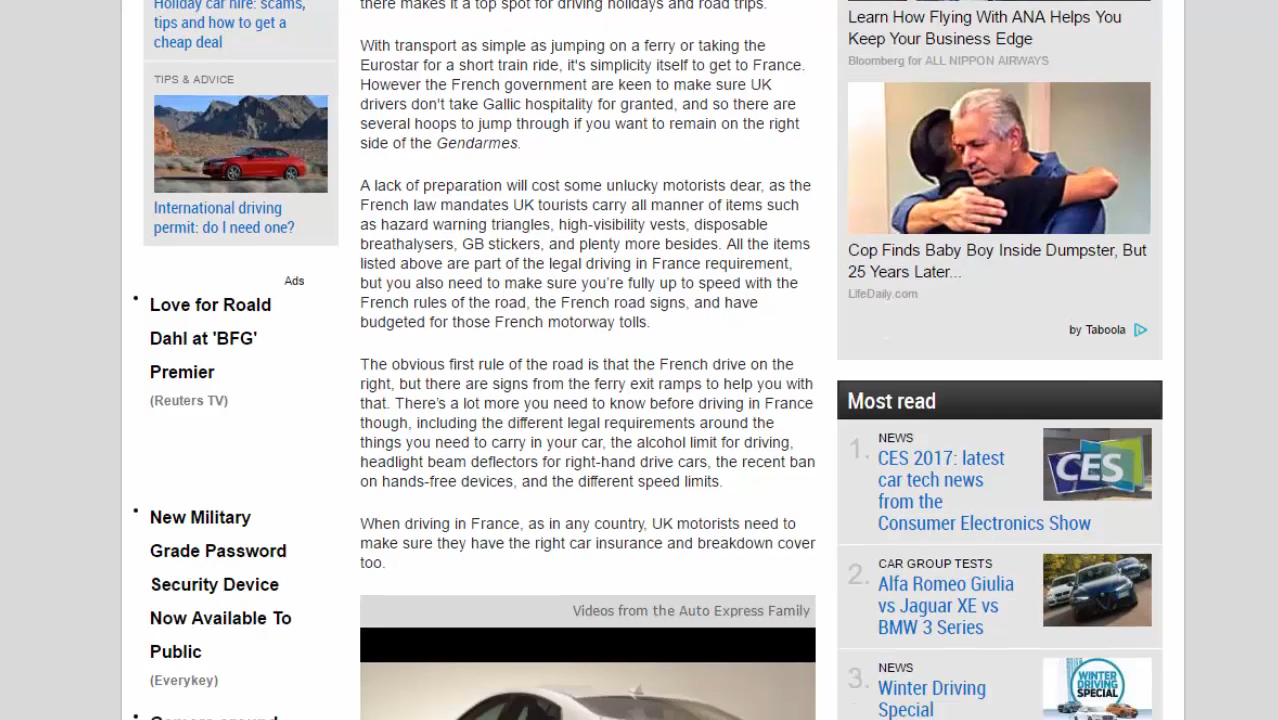 Holiday car hire: scams,
tips and how to get a
cheap deal
TIPS & ADVICE
International driving
permit: do I need one?
Ads
Love for Roald
Dahl at 'BFG'
Premier
(Reuters TV)
New Military
Grade Password
Security Device
Now Available To
Public
(Everykey)
there makes it a top spot for driving holidays and road trips.
With transport as simple as jumping on a ferry or taking the
Eurostar for a short train ride, it's simplicity itself to get to France.
However the French government are keen to make sure UK
drivers don't take Gallic hospitality for granted, and so there are
several hoops to jump through if you want to remain on the right
side of the Gendarmes.
A lack of preparation will cost some unlucky motorists dear, as the
French law mandates UK tourists carry all manner of items such
as hazard warning triangles, high-visibility vests, disposable
breathalysers, GB stickers, and plenty more besides. All the items
listed above are part of the legal driving in France requirement,
but you also need to make sure you're fully up to speed with the
French rules of the road, the French road signs, and have
budgeted for those French motorway tolls.
The obvious first rule of the road is that the French drive on the
right, but there are signs from the ferry exit ramps to help you with
that. There's a lot more you need to know before driving in France
though, including the different legal requirements around the
things you need to carry in your car, the alcohol limit for driving,
headlight beam deflectors for right-hand drive cars, the recent ban
on hands-free devices, and the different speed limits.
When driving in France, as in any country, UK motorists need to
make sure they have the right car insurance and breakdown cover
too.
Videos from the Auto Express Family
Learn How Flying With ANA Helps You
Keep Your Business Edge
Bloomberg for ALL NIPPON AIRWAYS
Cop Finds Baby Boy Inside Dumpster, But
25 Years Later...
LifeDaily.com
by Taboola
Most read
1.
NEWS
CES 2017: latest
car tech news
from the
Consumer Electronics Show
CES
2.
CAR GROUP TESTS
Alfa Romeo Giulia
vs Jaguar XE vs
BMW 3 Series
3.
NEWS
Winter Driving
Special
WINTER
DRIVING
SPECIAL